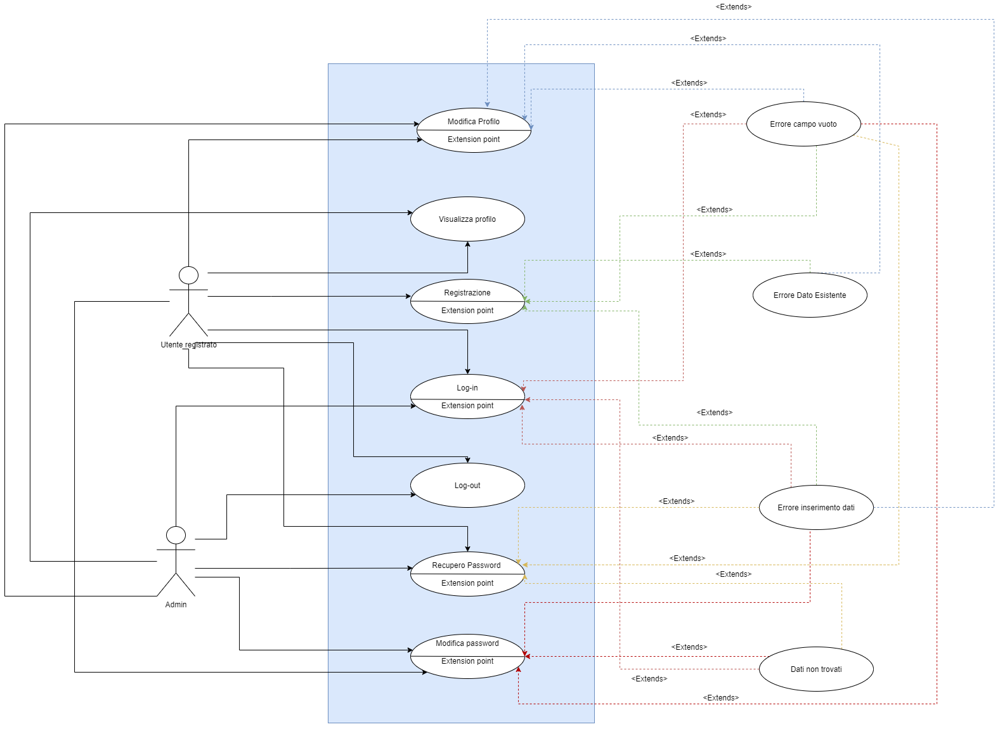 <Extends>
<Extends>
<Extends>
<Extends>
Modifica Profilo
Extension point
Errore campo vuoto
<Extends>
Visualizza profilo
<Extends>
Registrazione
Extension point
Errore Dato Esistente
Utente registrato
Log-in
Extension point
<Extends>
<Extends>
Log-out
<Extends>
Errore inserimento dati
<Extends>
Recupero Password
Extension point
<Extends>
Admin
Modifica password
Extension point
<Extends>
Dati non trovati
<Extends>
<Extends>